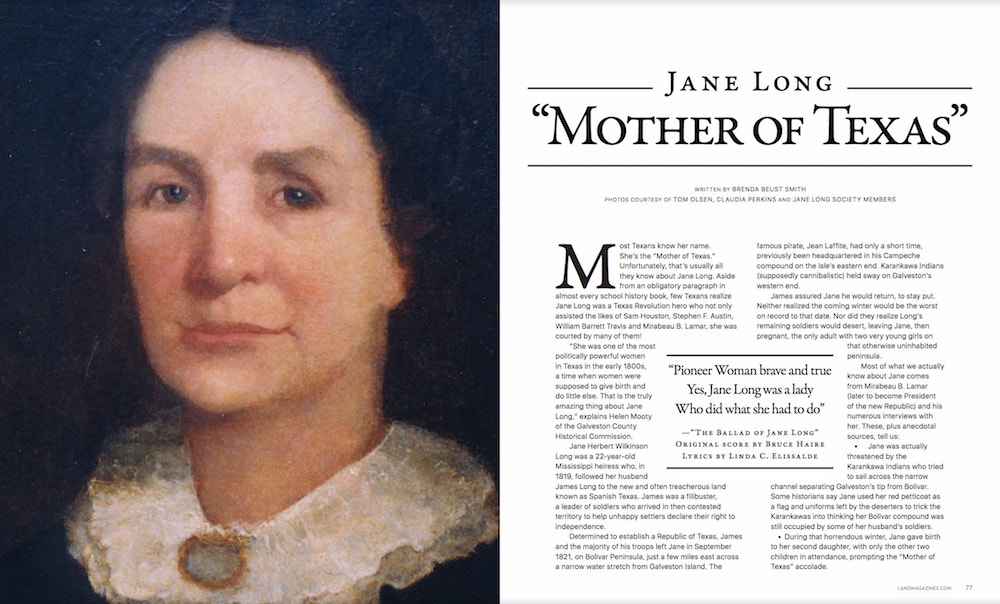 JANE LONG
“MOTHER OF TEXAS”
WRITTEN BY BRENDA BEUST SMITH
PHOTOS COURTESY OF TOM OLSEN, CLAUDIA PERKINS AND JANE LONG SOCIETY MEMBERS
Most Texans know her name.
She's the “Mother of Texas.”
Unfortunately, that's usually all
they know about Jane Long. Aside
from an obligatory paragraph in
almost every school history book, few Texans realize
Jane Long was a Texas Revolution hero who not only
assisted the likes of Sam Houston, Stephen F. Austin,
William Barrett Travis and Mirabeau B. Lamar, she was
courted by many of them!
“She was one of the most
politically powerful women
in Texas in the early 1800s,
a time when women were
supposed to give birth and
do little else. That is the truly
amazing thing about Jane
Long,” explains Helen Mooty
of the Galveston County
Historical Commission.
Jane Herbert Wilkinson
Long was a 22-year-old
Mississippi heiress who, in
1819, followed her husband
James Long to the new and often treacherous land
known as Spanish Texas. James was a filibuster,
a leader of soldiers who arrived in then contested
territory to help unhappy settlers declare their right to
independence.
Determined to establish a Republic of Texas, James
and the majority of his troops left Jane in September
1821, on Bolivar Peninsula, just a few miles east across
a narrow water stretch from Galveston Island. The
famous pirate, Jean Laffite, had only a short time,
previously been headquartered in his Campeche
compound on the isle's eastern end. Karankawa Indians
(supposedly cannibalistic) held sway on Galveston's
western end.
James assured Jane he would return, to stay put.
Neither realized the coming winter would be the worst
on record to that date. Nor did they realize Long's
remaining soldiers would desert, leaving Jane, then
pregnant, the only adult with two very young girls on
that otherwise uninhabited
peninsula.
Most of what we actually
know about Jane comes
from Mirabeau B. Lamar
(later to become President
of the new Republic) and his
numerous interviews with
her. These, plus anecdotal
sources, tell us:
• Jane was actually
threatened by the
Karankawa Indians who tried
to sail across the narrow
channel separating Galveston's tip from Bolivar.
Some historians say Jane used her red petticoat as
a flag and uniforms left by the deserters to trick the
Karankawas into thinking her Bolivar compound was
still occupied by some of her husband's soldiers.
• During that horrendous winter, Jane gave birth
to her second daughter, with only the other two
children in attendance, prompting the “Mother of
Texas” accolade.
“Pioneer Woman brave and true
Yes, Jane Long was a lady
Who did what she had to do”
—“THE BALLAD OF JANE LONG”
ORIGINAL SCORE BY BRUCE HAIRE
LYRICS BY LINDA C. ELISSALDE
LANDMAGAZINES.COM 77